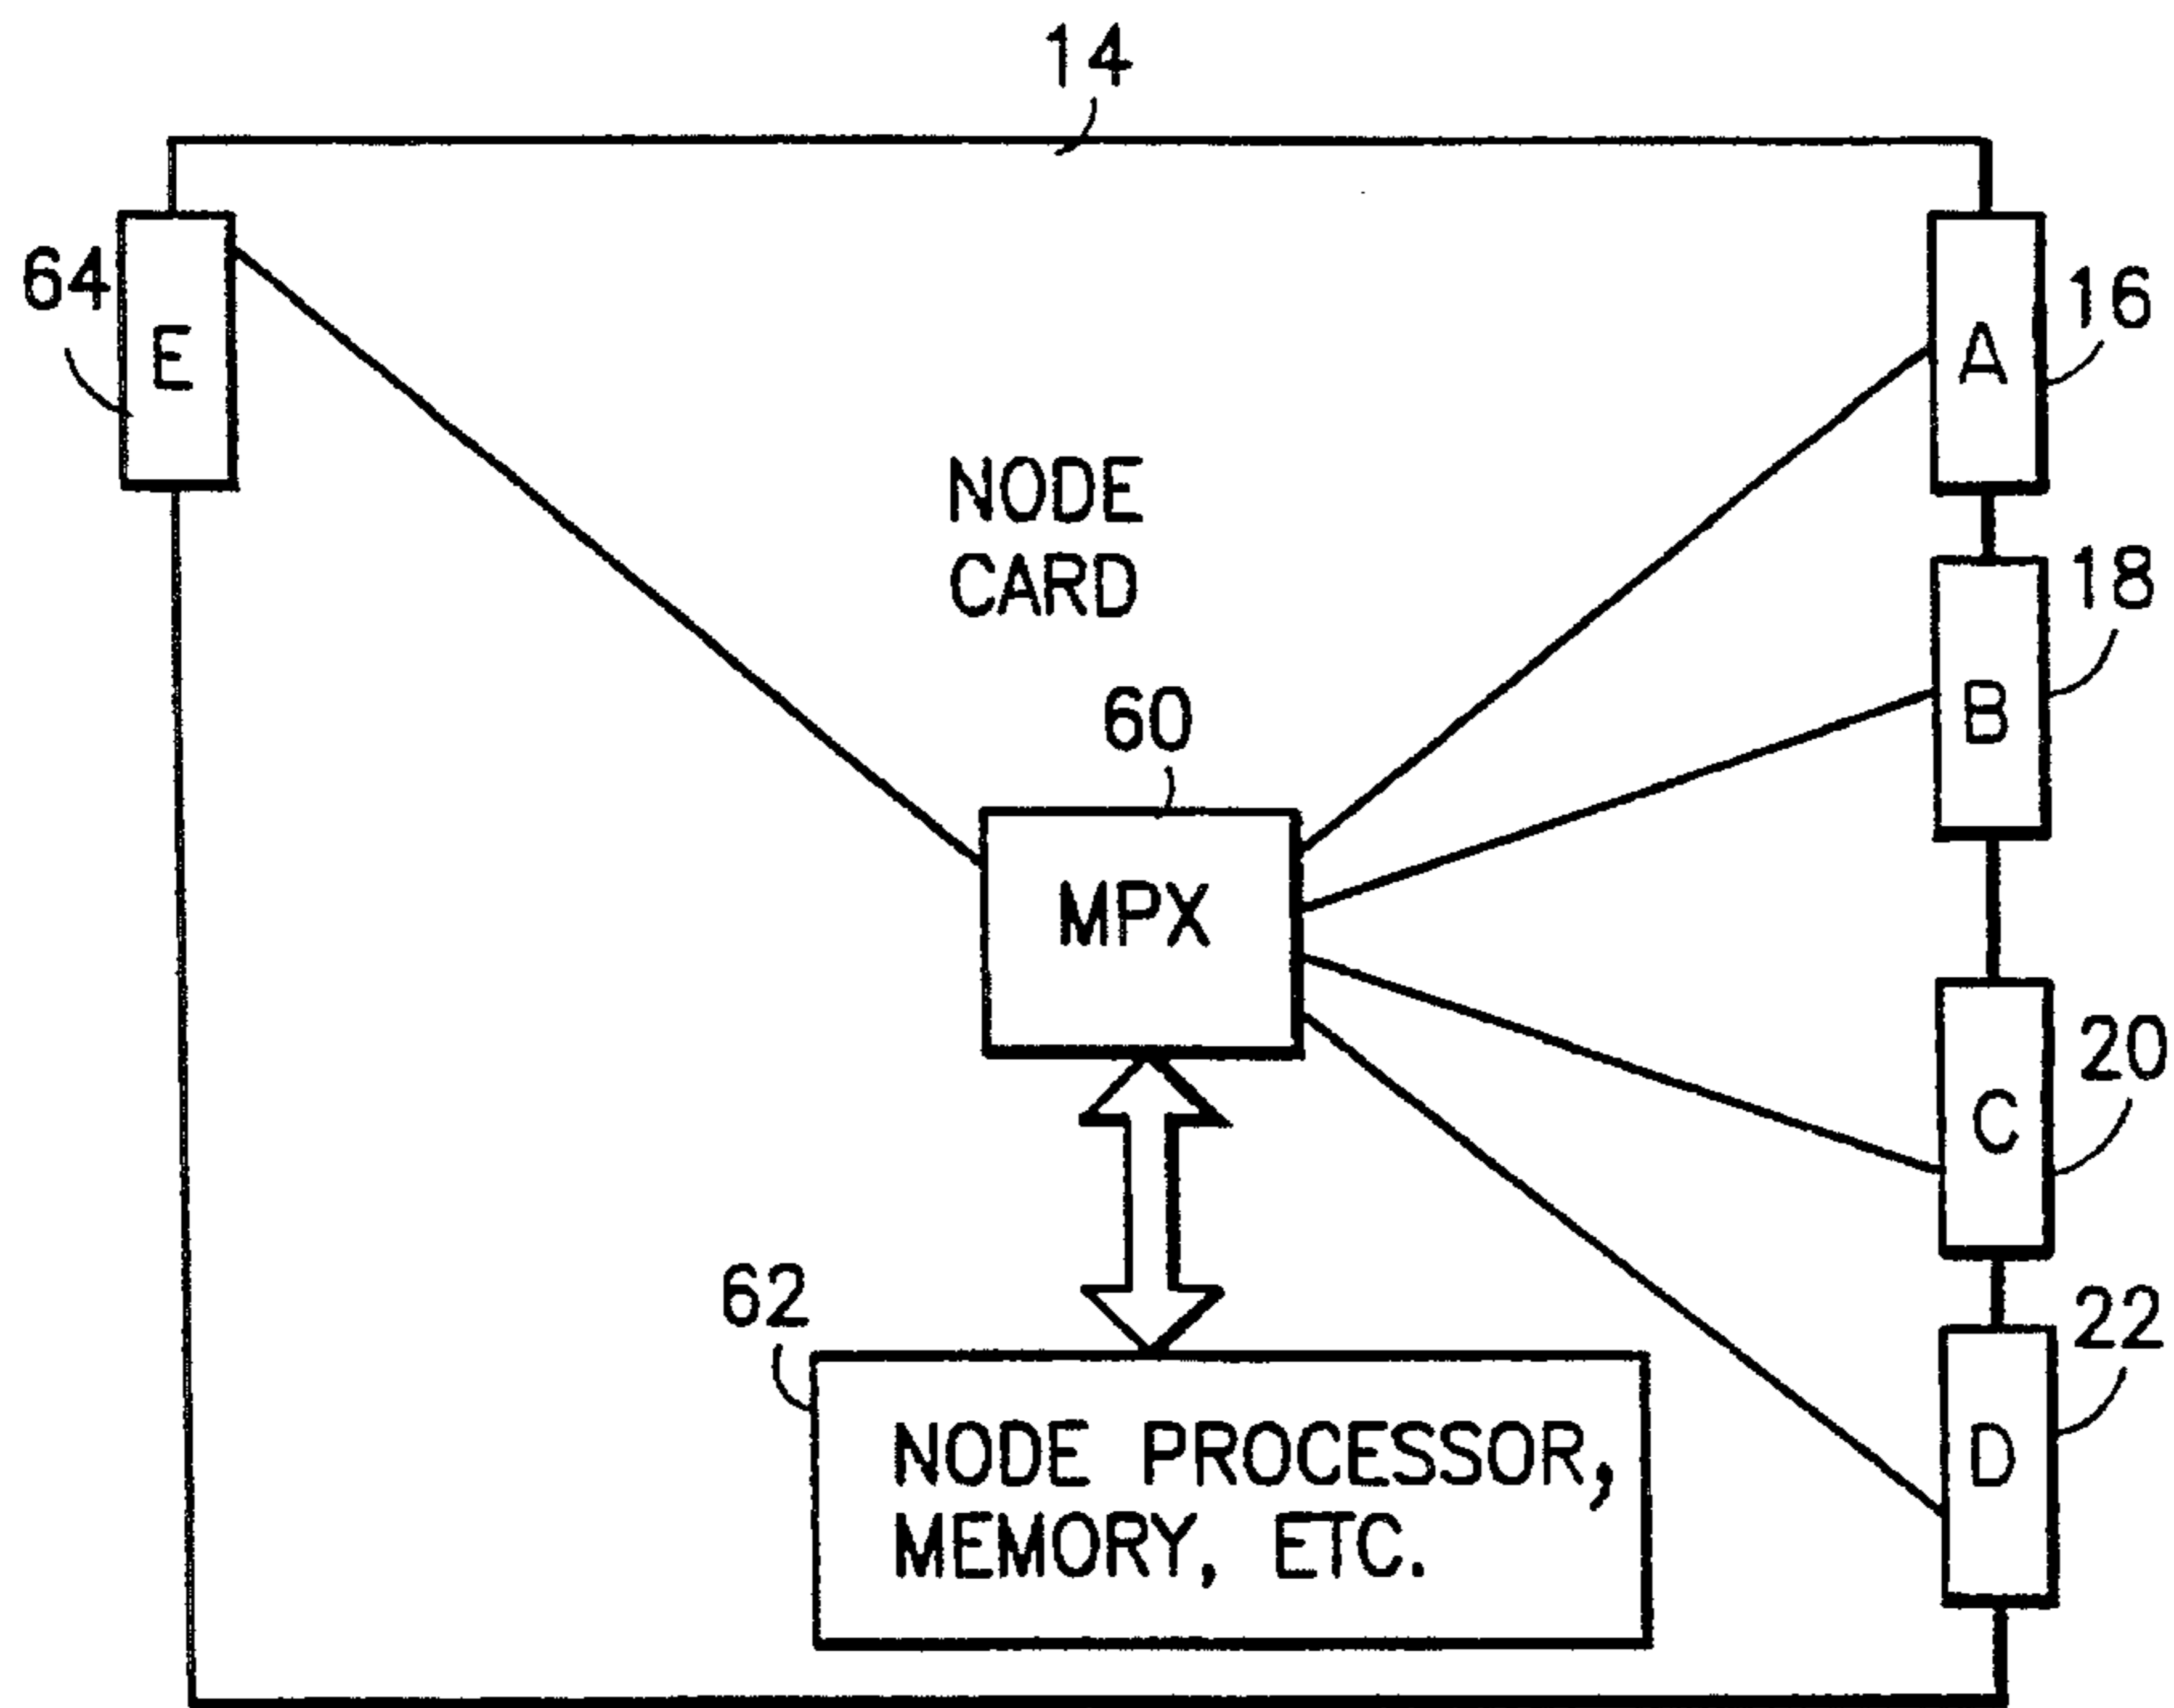 14
64
E
A
16
NODE
CARD
B
18
60
MPX
C
20
62
NODE PROCESSOR,
MEMORY, ETC.
D
22